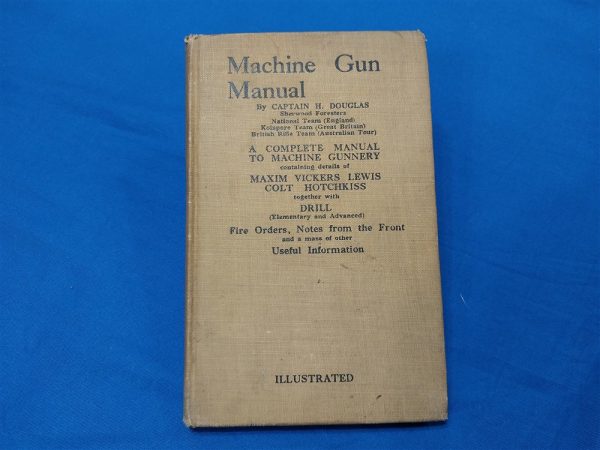 Machine Gun
Manual
By CAPTAIN H. DOUGLAS
Sherwood Foresters
National Team (England)
Kolapore Team (Great Britain)
British Rifle Team (Australian Tour)
A COMPLETE MANUAL
TO MACHINE GUNNERY
containing details of
MAXIM VICKERS LEWIS
COLT HOTCHKISS
together with
DRILL
(Elementary and Advanced)
Fire Orders, Notes from the Front
and a mass of other
Useful Information
ILLUSTRATED